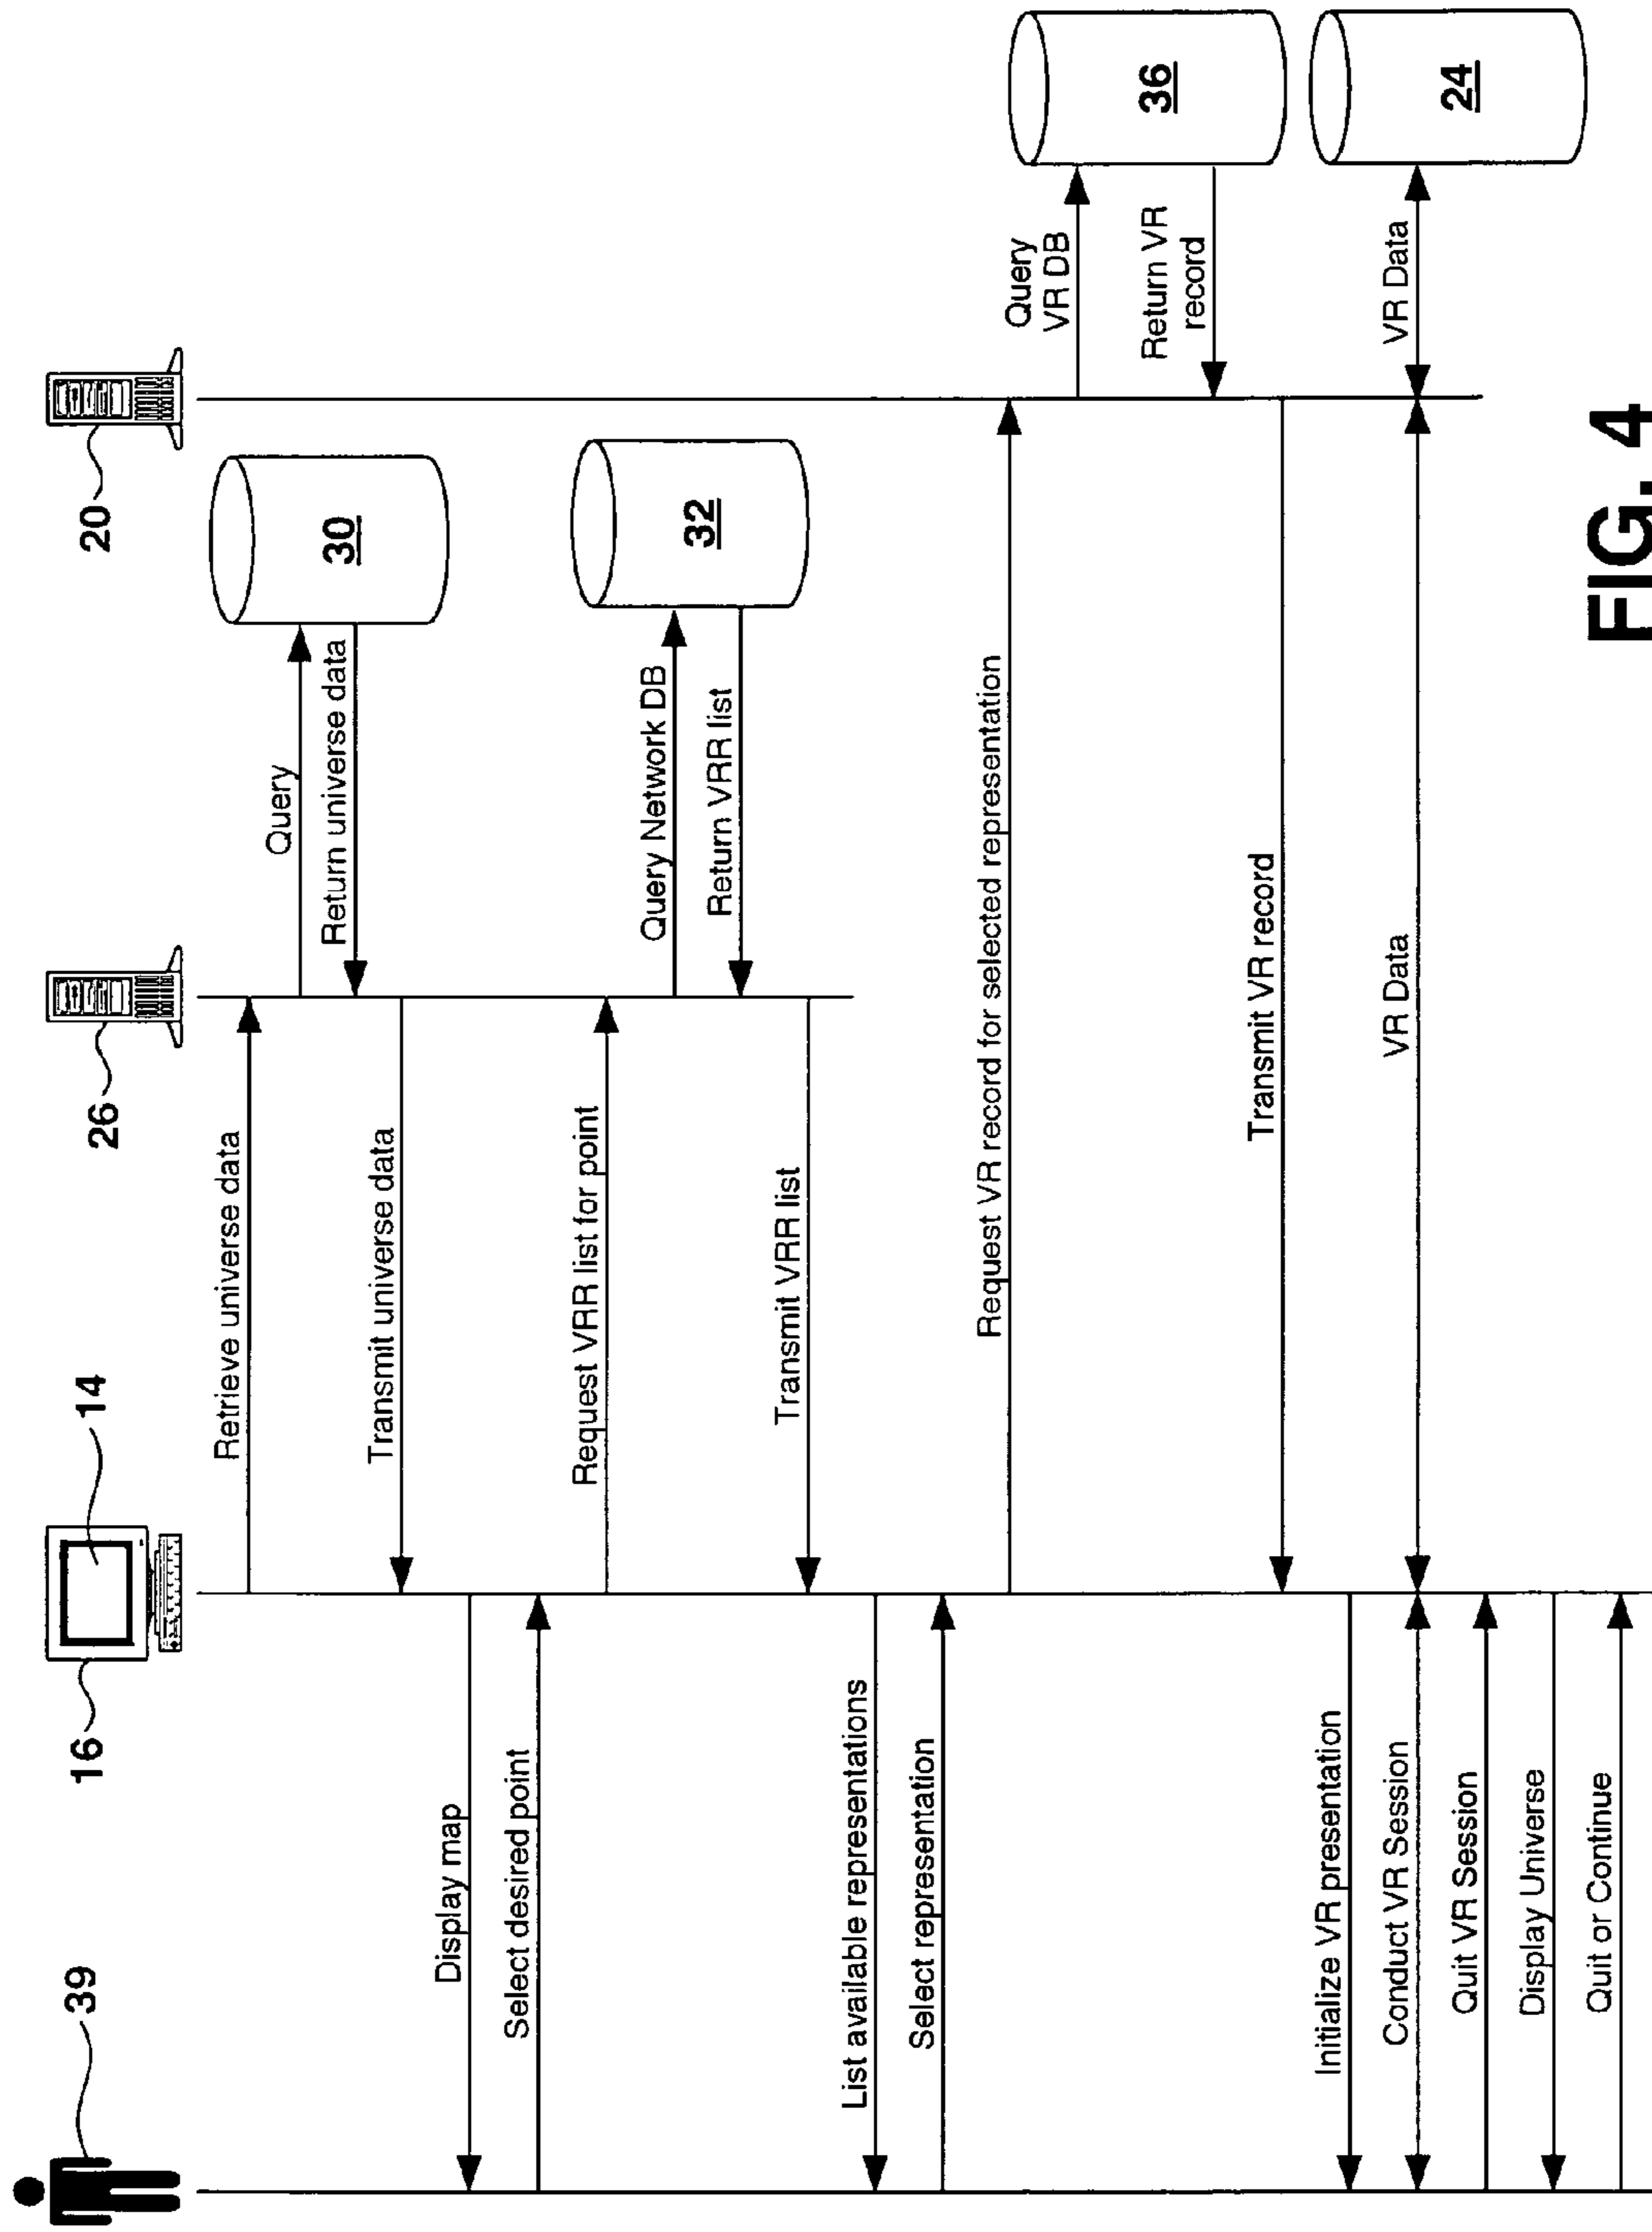 39
16
14
26
20
Retrieve universe data
Query
30
Return universe data
Transmit universe data
Display map
Select desired point
Request VRR list for point
Query Network DB
32
Return VRR list
Transmit VRR list
List available representations
Select representation
Request VR record for selected representation
Query
VR DB
36
Return VR
record
Transmit VR record
Initialize VR presentation
Conduct VR Session
VR Data
VR Data
24
Quit VR Session
Display Universe
Quit or Continue
FIG. 4